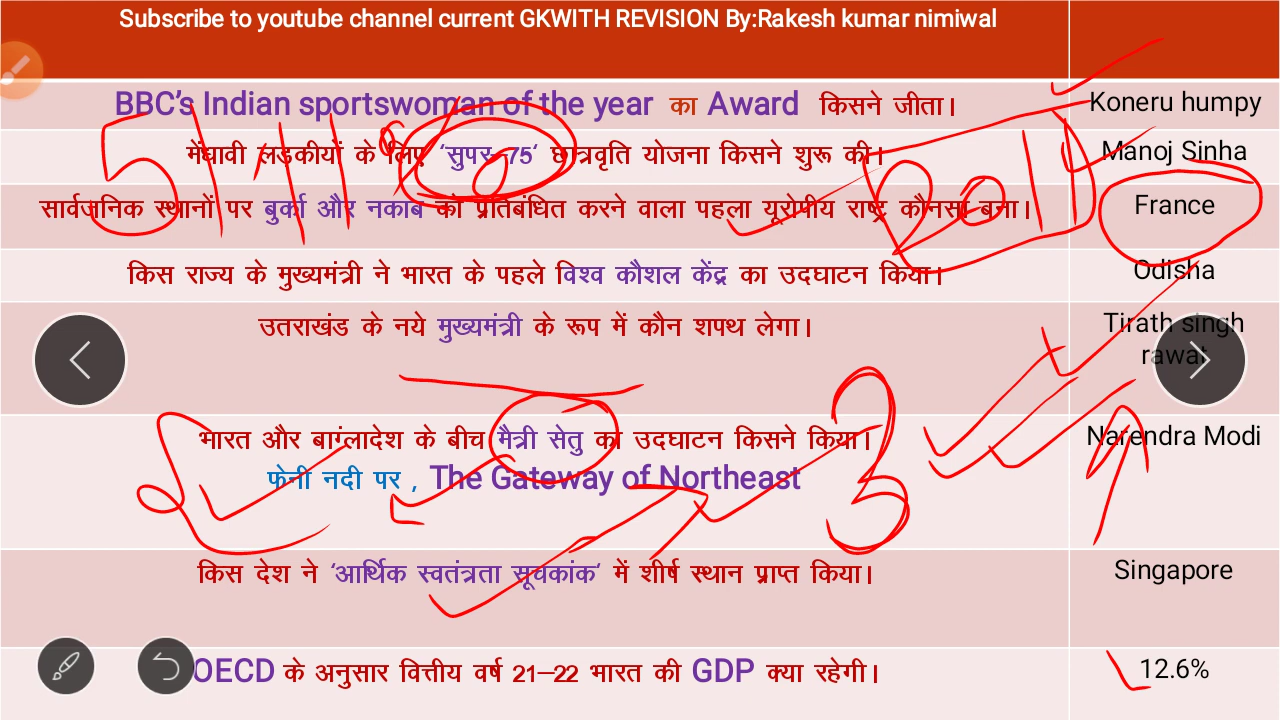 Subscribe to youtube channel current GKWITH REVISION By:Rakesh kumar nimiwal
BBC's Indian sportswoman of the year का Award किसने जीता। Koneru humpy
मेंघावी लडकीयों के लिए 'सुपर–75' छात्रवृति योजना किसने शुरू की। Manoj Sinha
सार्वजनिक स्थानों पर बुर्का और नकाब को प्रतिबंधित करने वाला पहला यूरोपीय राष्ट्र कौनसा बना। France
किस राज्य के मुख्यमंत्री ने भारत के पहले विश्व कौशल केंद्र का उदघाटन किया। Odisha
उतराखंड के नये मुख्यमंत्री के रूप में कौन शपथ लेगा। Tirath singh
rawat
भारत और बाग्ंलादेश के बीच मैत्री सेतु का उदघाटन किसने किया। Narendra Modi
फेनी नदी पर , The Gateway of Northeast
किस देश ने 'आर्थिक स्वतंत्रता सूचकांक' में शीर्ष स्थान प्राप्त किया। Singapore
OECD के अनुसार वित्तीय वर्ष 21–22 भारत की GDP क्या रहेगी। 12.6%
2011